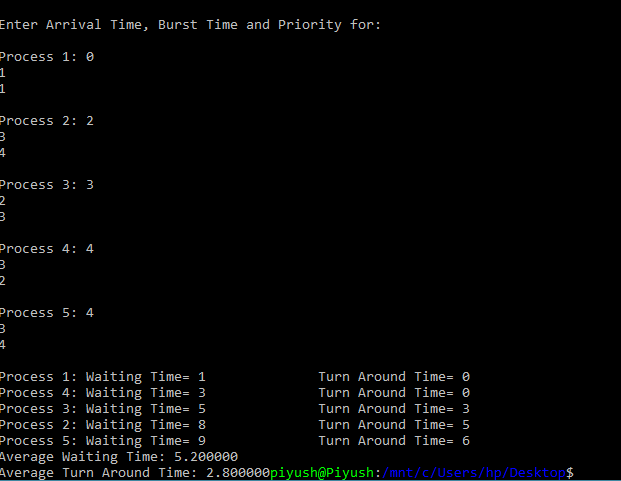 Enter Arrival Time, Burst Time and Priority for:
Process 1: 0
1
1
Process 2: 2
3
4
Process 3: 3
2
3
Process 4: 4
3
2
Process 5: 4
3
4
Process 1: Waiting Time= 1 Turn Around Time= 0
Process 4: Waiting Time= 3 Turn Around Time= 0
Process 3: Waiting Time= 5 Turn Around Time= 3
Process 2: Waiting Time= 8 Turn Around Time= 5
Process 5: Waiting Time= 9 Turn Around Time= 6
Average Waiting Time: 5.200000
Average Turn Around Time: 2.800000piyush@Piyush:/mnt/c/Users/hp/Desktop$